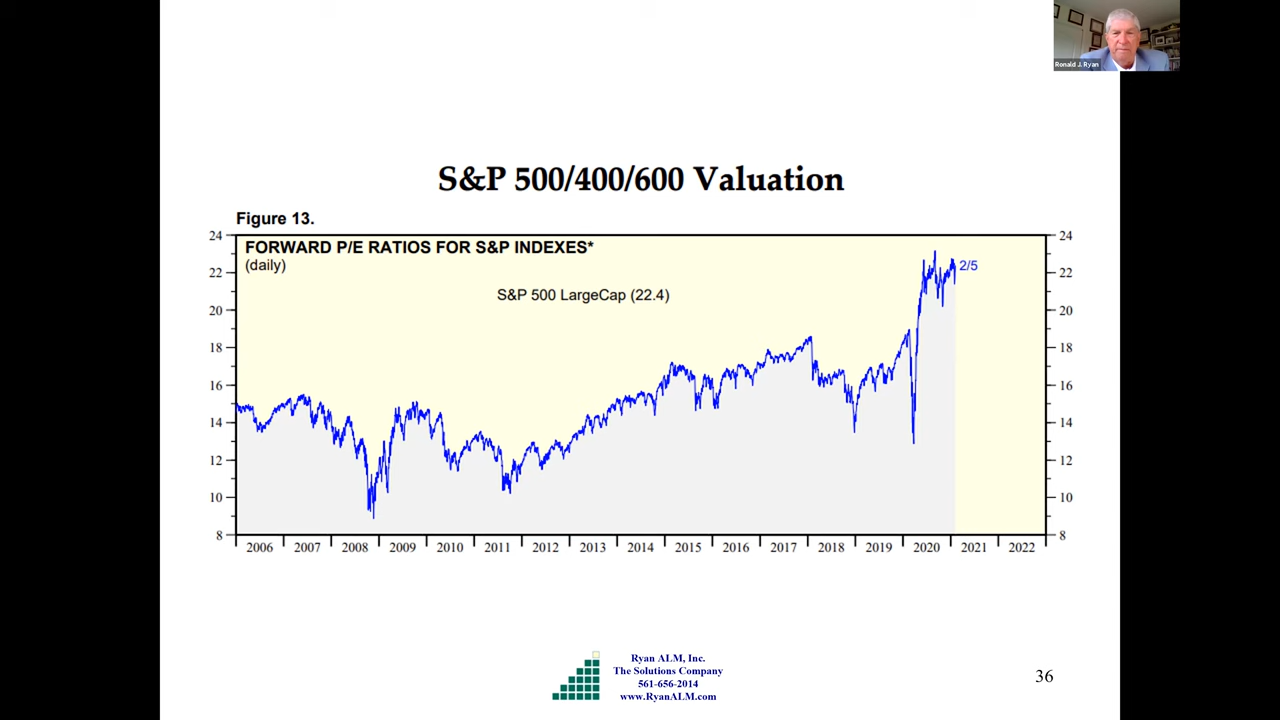 Ronald J. Ryan
S&P 500/400/600 Valuation
Figure 13.
24 24
FORWARD P/E RATIOS FOR S&P INDEXES*
(daily)
2/5
22 22
S&P 500 LargeCap (22.4)
20 20
18 18
16 16
14 14
12 12
10 10
8 8
2006 2007 2008 2009 2010 2011 2012 2013 2014 2015 2016 2017 2018 2019 2020 2021 2022
Ryan ALM, Inc.
The Solutions Company
561-656-2014
www.RyanALM.com
36